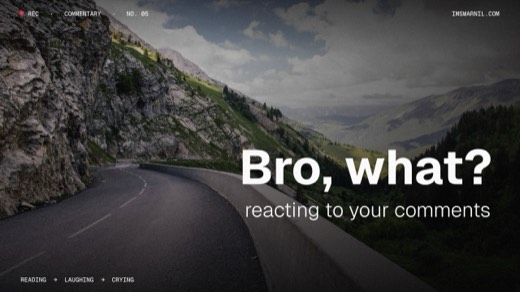 REC · COMMENTARY · NO. 05
IMSWARNIL.COM
Bro, what?
reacting to your comments
READING + LAUGHING + CRYING